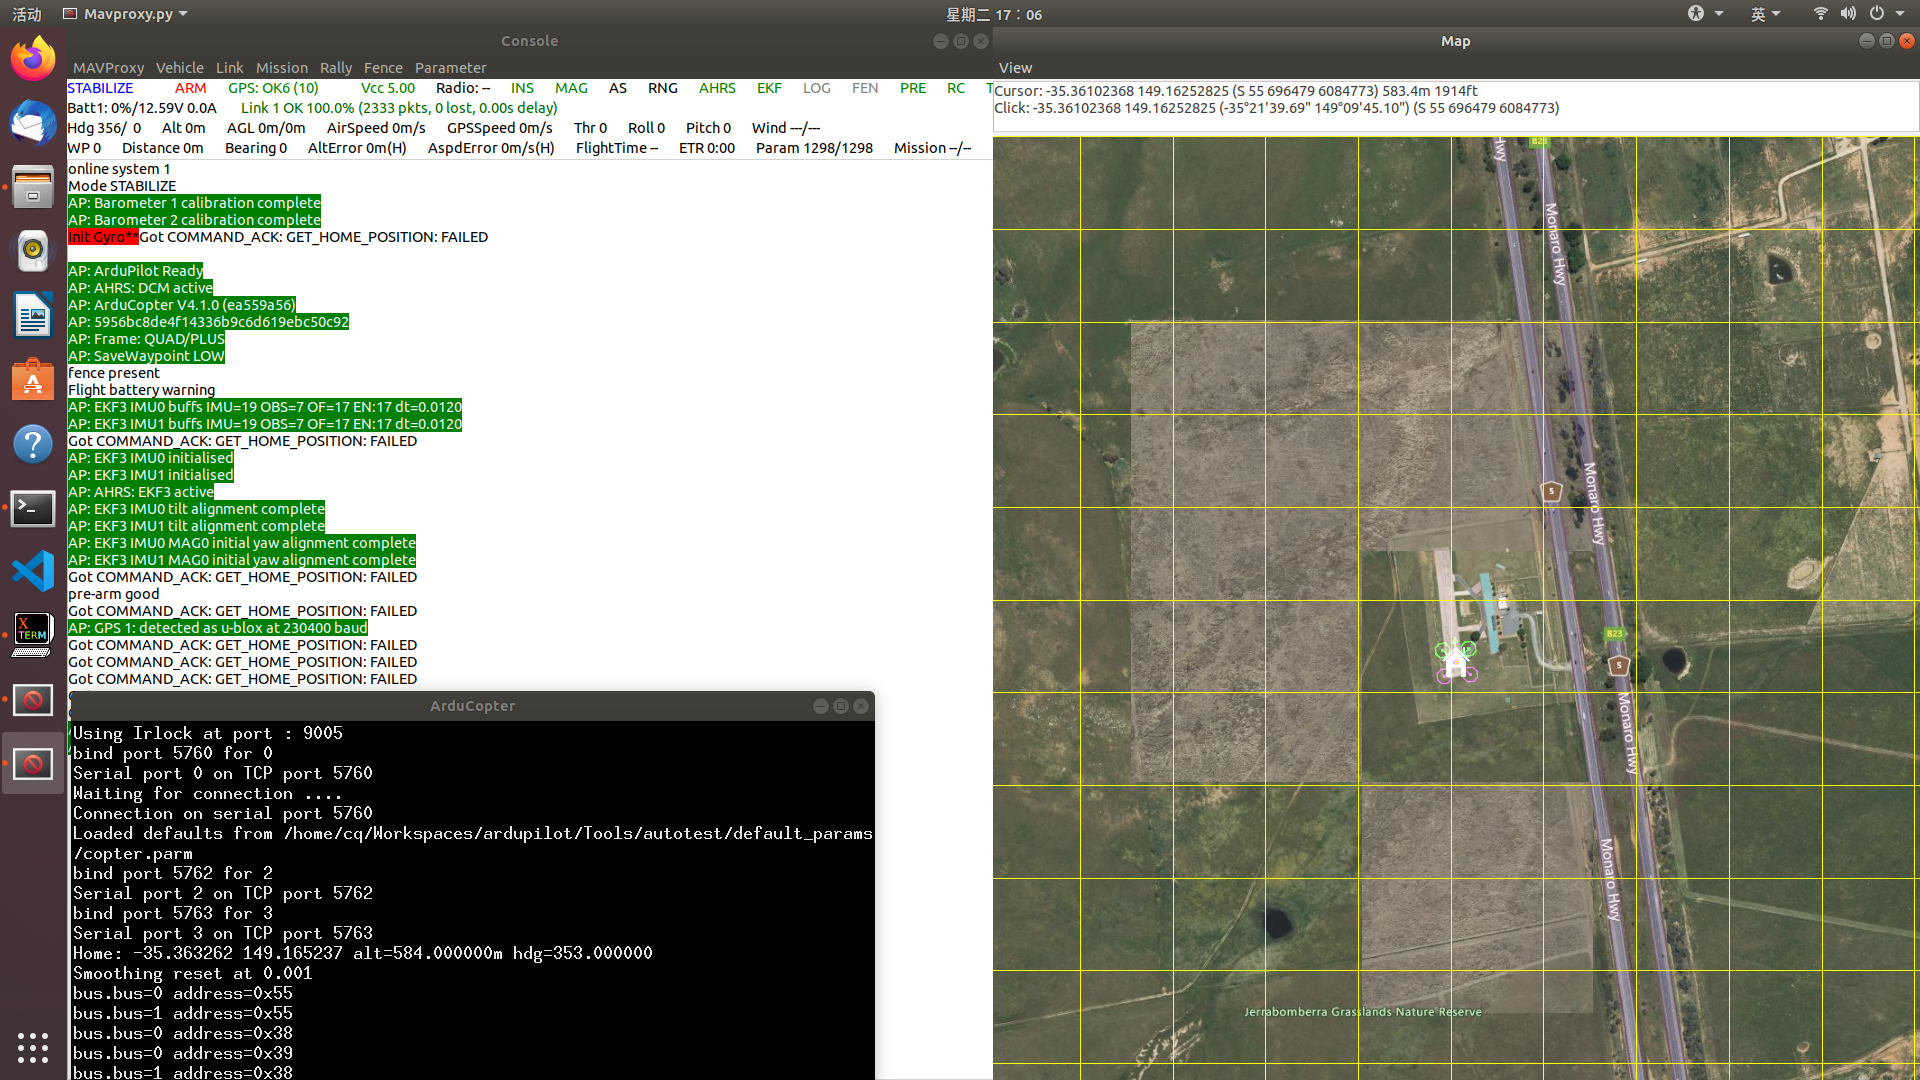 活动 Mavproxy.py 星期二 17：06 英
Console
MAVProxy Vehicle Link Mission Rally Fence Parameter
STABILIZE ARM GPS: OK6 (10) Vcc 5.00 Radio: -- INS MAG AS RNG AHRS EKF LOG FEN PRE RC T
Batt1: 0%/12.59V 0.0A Link 1 OK 100.0% (2333 pkts, 0 lost, 0.00s delay)
Hdg 356/ 0 Alt 0m AGL 0m/0m AirSpeed 0m/s GPSSpeed 0m/s Thr 0 Roll 0 Pitch 0 Wind ---/---
WP 0 Distance 0m Bearing 0 AltError 0m(H) AspdError 0m/s(H) FlightTime -- ETR 0:00 Param 1298/1298 Mission --/--
online system 1
Mode STABILIZE
AP: Barometer 1 calibration complete
AP: Barometer 2 calibration complete
Init Gyro**Got COMMAND_ACK: GET_HOME_POSITION: FAILED
AP: ArduPilot Ready
AP: AHRS: DCM active
AP: ArduCopter V4.1.0 (ea559a56)
AP: 5956bc8de4f14336b9c6d619ebc50c92
AP: Frame: QUAD/PLUS
AP: SaveWaypoint LOW
fence present
Flight battery warning
AP: EKF3 IMU0 buffs IMU=19 OBS=7 OF=17 EN:17 dt=0.0120
AP: EKF3 IMU1 buffs IMU=19 OBS=7 OF=17 EN:17 dt=0.0120
Got COMMAND_ACK: GET_HOME_POSITION: FAILED
AP: EKF3 IMU0 initialised
AP: EKF3 IMU1 initialised
AP: AHRS: EKF3 active
AP: EKF3 IMU0 tilt alignment complete
AP: EKF3 IMU1 tilt alignment complete
AP: EKF3 IMU0 MAG0 initial yaw alignment complete
AP: EKF3 IMU1 MAG0 initial yaw alignment complete
Got COMMAND_ACK: GET_HOME_POSITION: FAILED
pre-arm good
Got COMMAND_ACK: GET_HOME_POSITION: FAILED
AP: GPS 1: detected as u-blox at 230400 baud
Got COMMAND_ACK: GET_HOME_POSITION: FAILED
Got COMMAND_ACK: GET_HOME_POSITION: FAILED
Got COMMAND_ACK: GET_HOME_POSITION: FAILED
ArduCopter
Using Irlock at port : 9005
bind port 5760 for 0
Serial port 0 on TCP port 5760
Waiting for connection ....
Connection on serial port 5760
Loaded defaults from /home/cq/Workspaces/ardupilot/Tools/autotest/default_params
/copter.parm
bind port 5762 for 2
Serial port 2 on TCP port 5762
bind port 5763 for 3
Serial port 3 on TCP port 5763
Home: -35.363262 149.165237 alt=584.000000m hdg=353.000000
Smoothing reset at 0.001
bus.bus=0 address=0x55
bus.bus=1 address=0x55
bus.bus=0 address=0x38
bus.bus=0 address=0x39
bus.bus=1 address=0x38
Map
View
Cursor: -35.36102368 149.16252825 (S 55 696479 6084773) 583.4m 1914ft
Click: -35.36102368 149.16252825 (-35°21'39.69" 149°09'45.10") (S 55 696479 6084773)
Hwy
B23
Monaro Hwy
Monaro Hwy
5
B23
5
Monaro Hwy
Monaro Hwy
Jerrabomberra Grasslands Nature Reserve
X
TERM